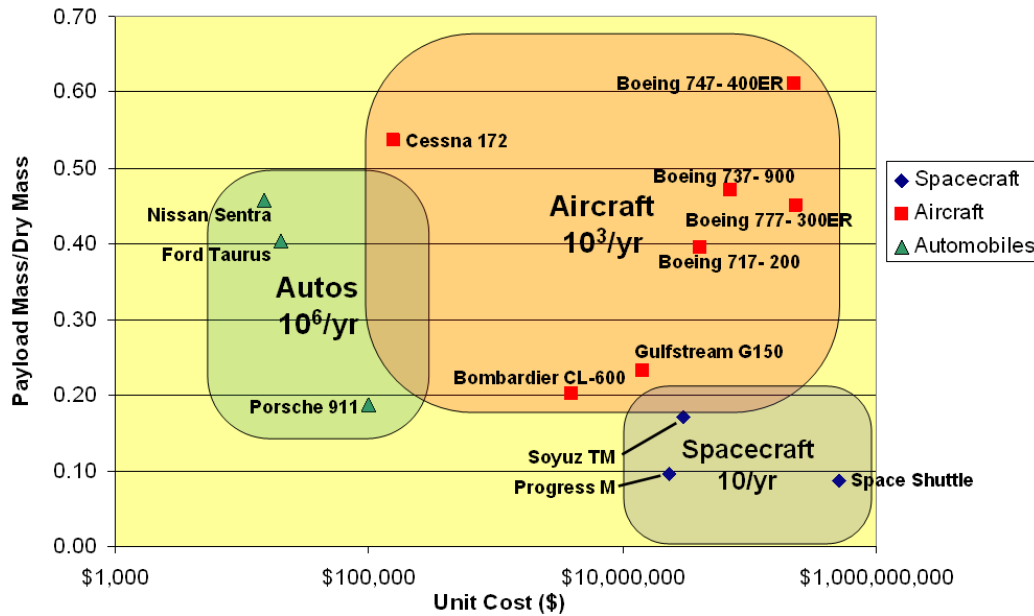 0.70
0.60
0.50
0.40
0.30
0.20
0.10
0.00
Payload Mass/Dry Mass
Boeing 747- 400ER
Cessna 172
Boeing 737- 900
Nissan Sentra
Aircraft
10³/yr
Boeing 777- 300ER
Ford Taurus
Boeing 717- 200
Autos
10⁶/yr
Gulfstream G150
Bombardier CL-600
Porsche 911
Soyuz TM
Spacecraft
10/yr
Progress M
Space Shuttle
Spacecraft
Aircraft
Automobiles
$1,000
$100,000
$10,000,000
$1,000,000,000
Unit Cost ($)